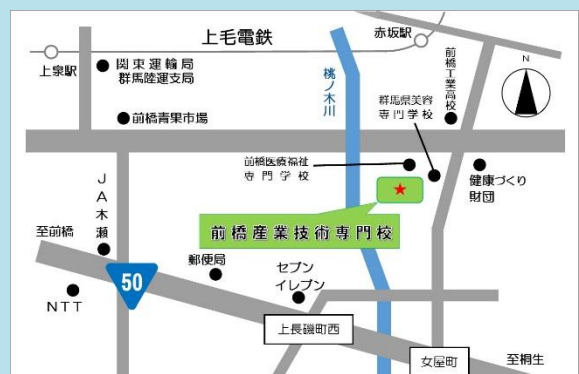 上毛電鉄
赤坂駅
上泉駅
関東運輸局
群馬陸運支局
前橋青果市場
桃ノ木川
前橋工業高校
群馬県美容
専門学校
N
前橋医療福祉
専門学校
健康づくり
財団
JA木瀬
至前橋
前橋産業技術専門校
郵便局
セブン
イレブン
50
NTT
上長磯町西
女屋町
至桐生